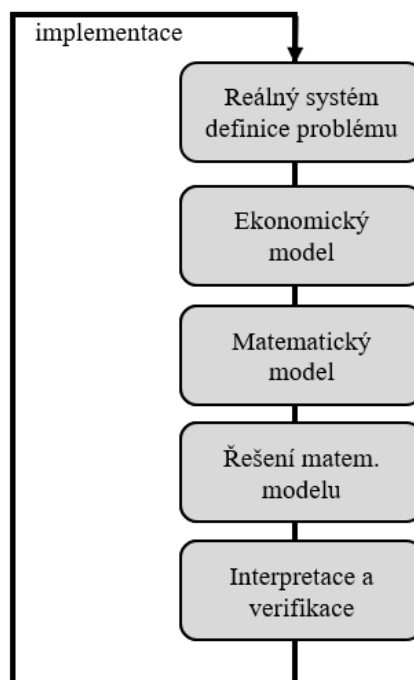 implementace
Reálný systém
definice problému
Ekonomický
model
Matematický
model
Řešení matem.
modelu
Interpretace a
verifikace